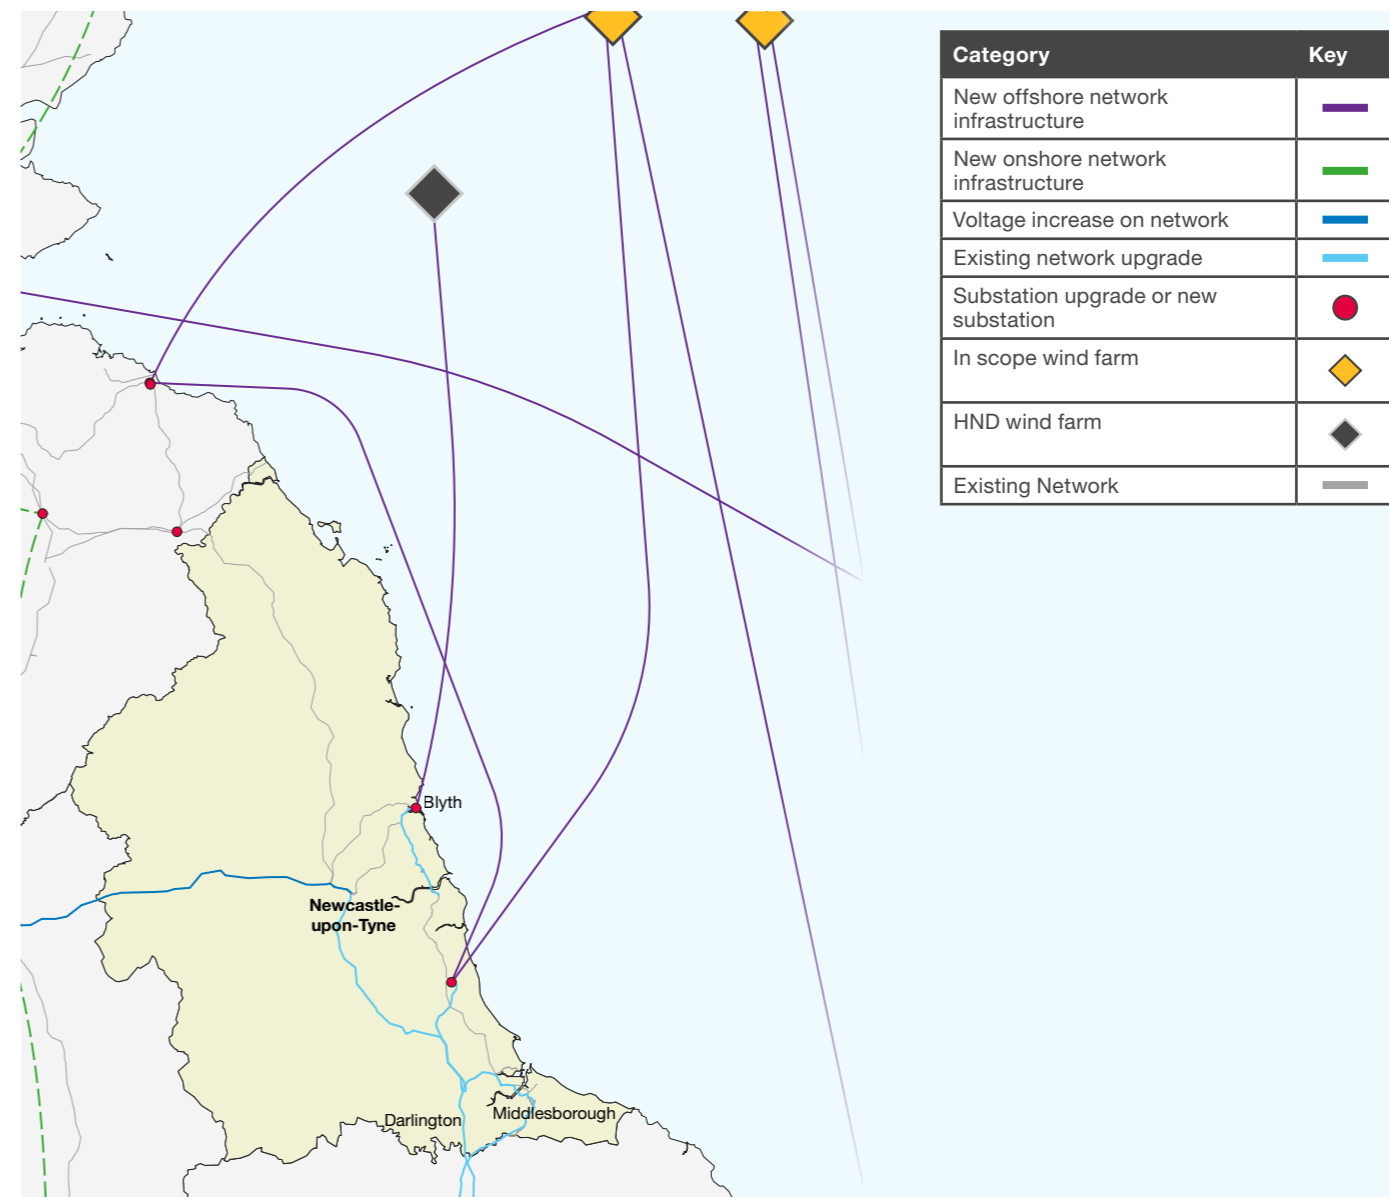 Category Key
New offshore network
infrastructure
New onshore network
infrastructure
Voltage increase on network
Existing network upgrade
Substation upgrade or new
substation
In scope wind farm
HND wind farm
Existing Network
Blyth
Newcastle-
upon-Tyne
Darlington
Middlesborough